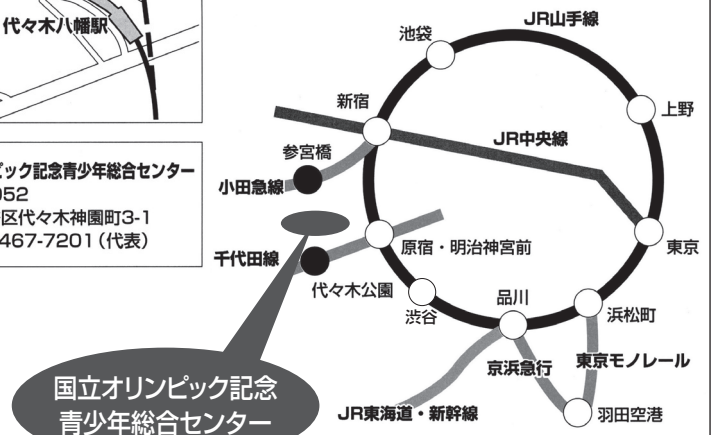 代々木八幡駅
ピック記念青少年総合センター
052
区代々木神園町3-1
467-7201(代表)
JR山手線
池袋
新宿
上野
JR中央線
参宮橋
小田急線
原宿・明治神宮前
東京
千代田線
代々木公園
渋谷
品川
浜松町
京浜急行
東京モノレール
JR東海道・新幹線
羽田空港
国立オリンピック記念
青少年総合センター